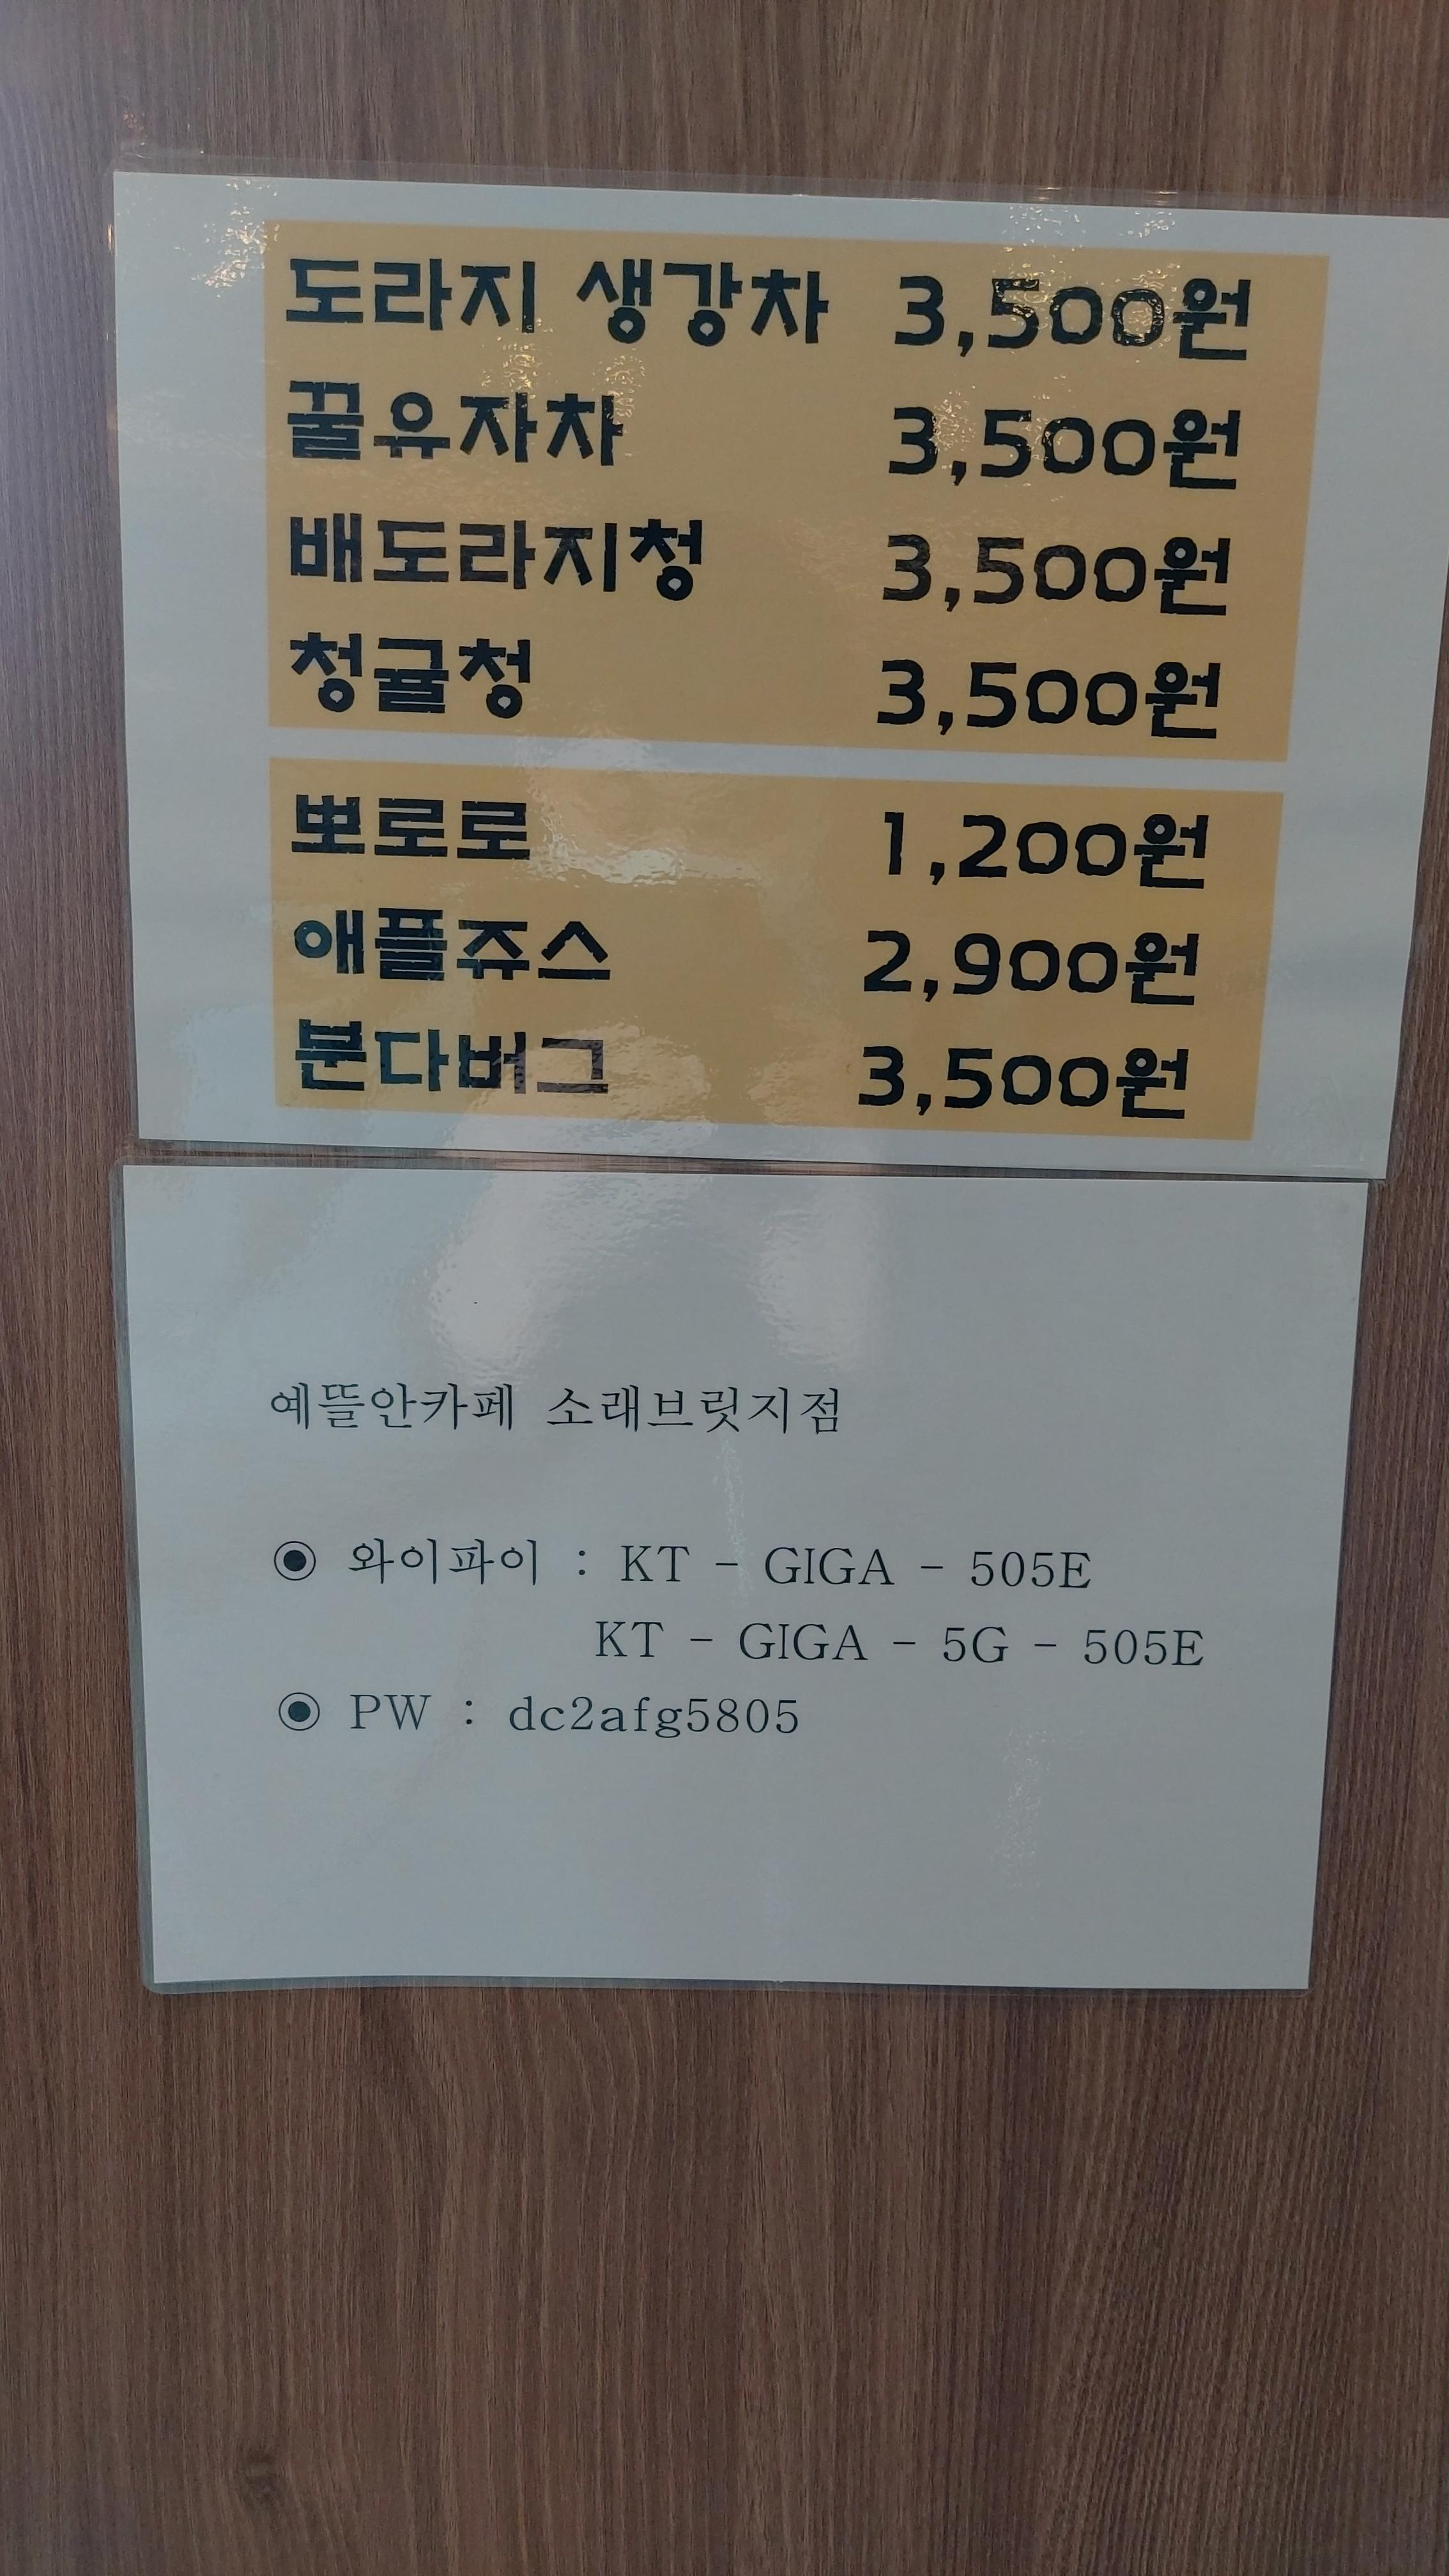 도라지 생강차 3,500원
꿀유자차 3,500원
배도라지청 3,500원
청귤청 3,500원
뽀로로 1,200원
애플쥬스 2,900원
분다버그 3,500원
예뜰안카페 소래브릿지점
◉ 와이파이 : KT - GIGA - 505E
KT - GIGA - 5G - 505E
◉ PW : dc2afg5805